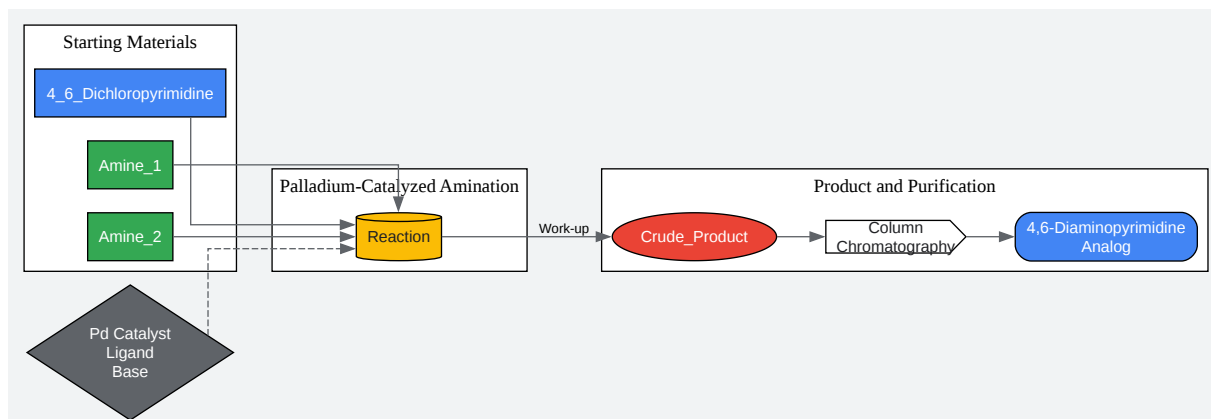 Starting Materials
4_6_Dichloropyrimidine
Amine_1
Amine_2
Pd Catalyst
Ligand
Base
Palladium-Catalyzed Amination
Reaction
Work-up
Product and Purification
Crude_Product
Column
Chromatography
4,6-Diaminopyrimidine
Analog